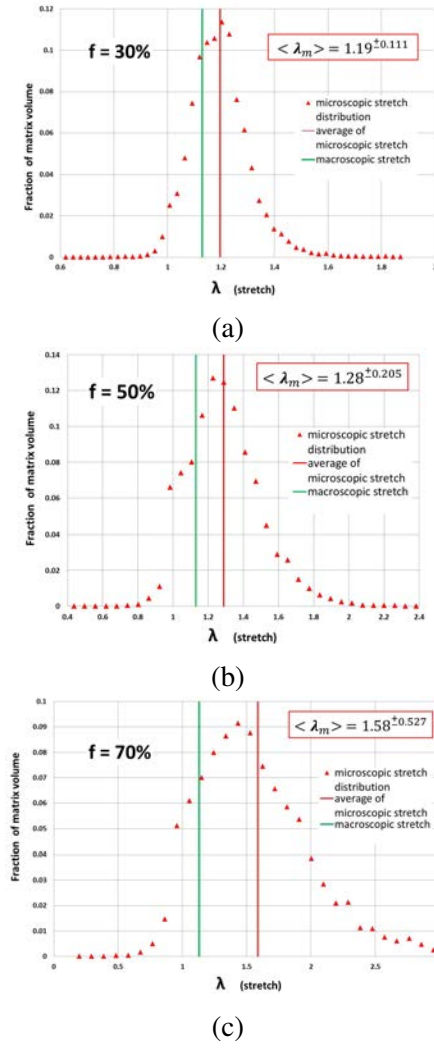 0.12
0.1
0.08
0.06
0.04
0.02
0
Fraction of matrix volume
f = 30%
< λm > = 1.19±0.111
microscopic stretch
distribution
average of
microscopic stretch
macroscopic stretch
0.6 0.8 1 1.2 1.4 1.6 1.8 2
λ (stretch)
(a)
0.14
0.12
0.1
0.08
0.06
0.04
0.02
0
Fraction of matrix volume
f = 50%
< λm > = 1.28±0.205
microscopic stretch
distribution
average of
microscopic stretch
macroscopic stretch
0.4 0.6 0.8 1 1.2 1.4 1.6 1.8 2 2.2 2.4
λ (stretch)
(b)
0.1
0.09
0.08
0.07
0.06
0.05
0.04
0.03
0.02
0.01
0
Fraction of matrix volume
f = 70%
< λm > = 1.58±0.527
microscopic stretch
distribution
average of
microscopic stretch
macroscopic stretch
0 0.5 1 1.5 2 2.5
λ (stretch)
(c)